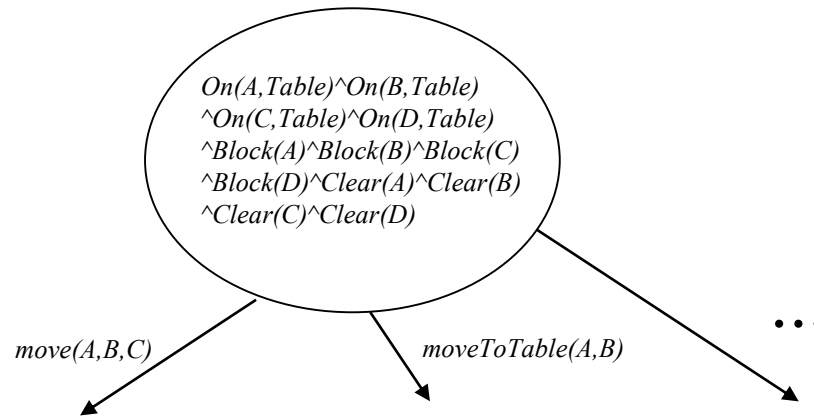 On(A,Table)^On(B,Table)
^On(C,Table)^On(D,Table)
^Block(A)^Block(B)^Block(C)
^Block(D)^Clear(A)^Clear(B)
^Clear(C)^Clear(D)
...
move(A,B,C)
moveToTable(A,B)